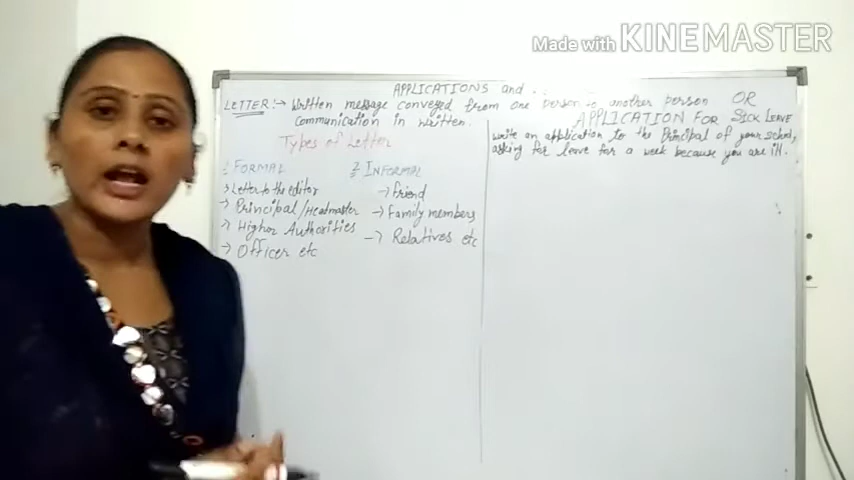 Made with KINEMASTER
APPLICATIONS and
LETTER :→ Written message conveyed from one person to another person OR
communication in written.
Types of Letter
1. FORMAL
→ Letter to the editor
→ Principal/Headmaster
→ Higher Authorities
→ Officer etc
2. INFORMAL
→ friend
→ Family members
→ Relatives etc
APPLICATION FOR SICK LEAVE
Write an application to the Principal of your school,
asking for leave for a week because you are ill.